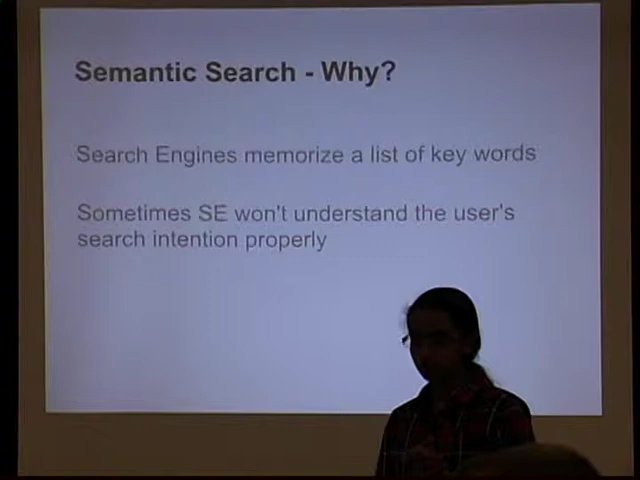 Semantic Search - Why?
Search Engines memorize a list of key words
Sometimes SE won't understand the user's
search intention properly